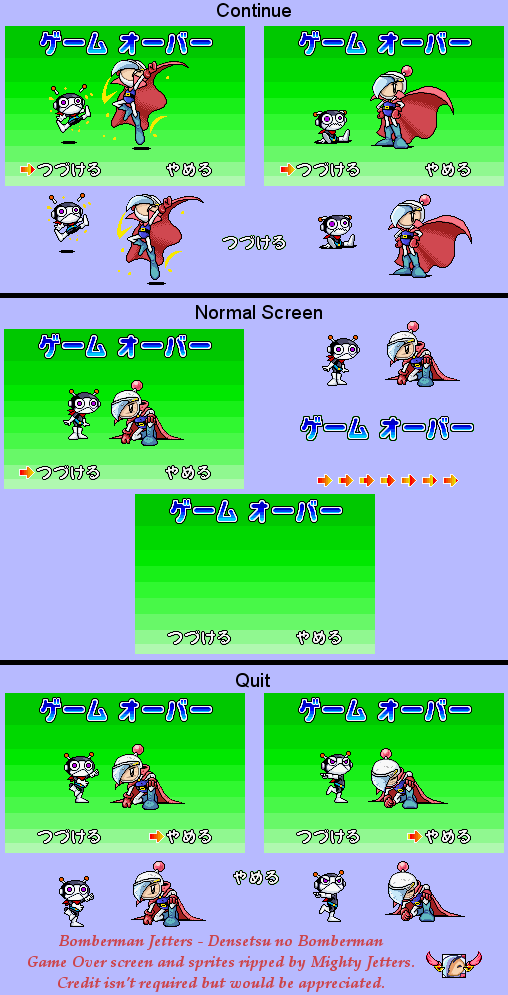 Continue
ゲーム オーバー
ゲーム オーバー
つづける やめる
つづける やめる
つづける
Normal Screen
ゲーム オーバー
ゲーム オーバー
つづける やめる
ゲーム オーバー
つづける やめる
Quit
ゲーム オーバー
ゲーム オーバー
つづける やめる
つづける やめる
やめる
Bomberman Jetters - Densetsu no Bomberman
Game Over screen and sprites ripped by Mighty Jetters.
Credit isn't required but would be appreciated.